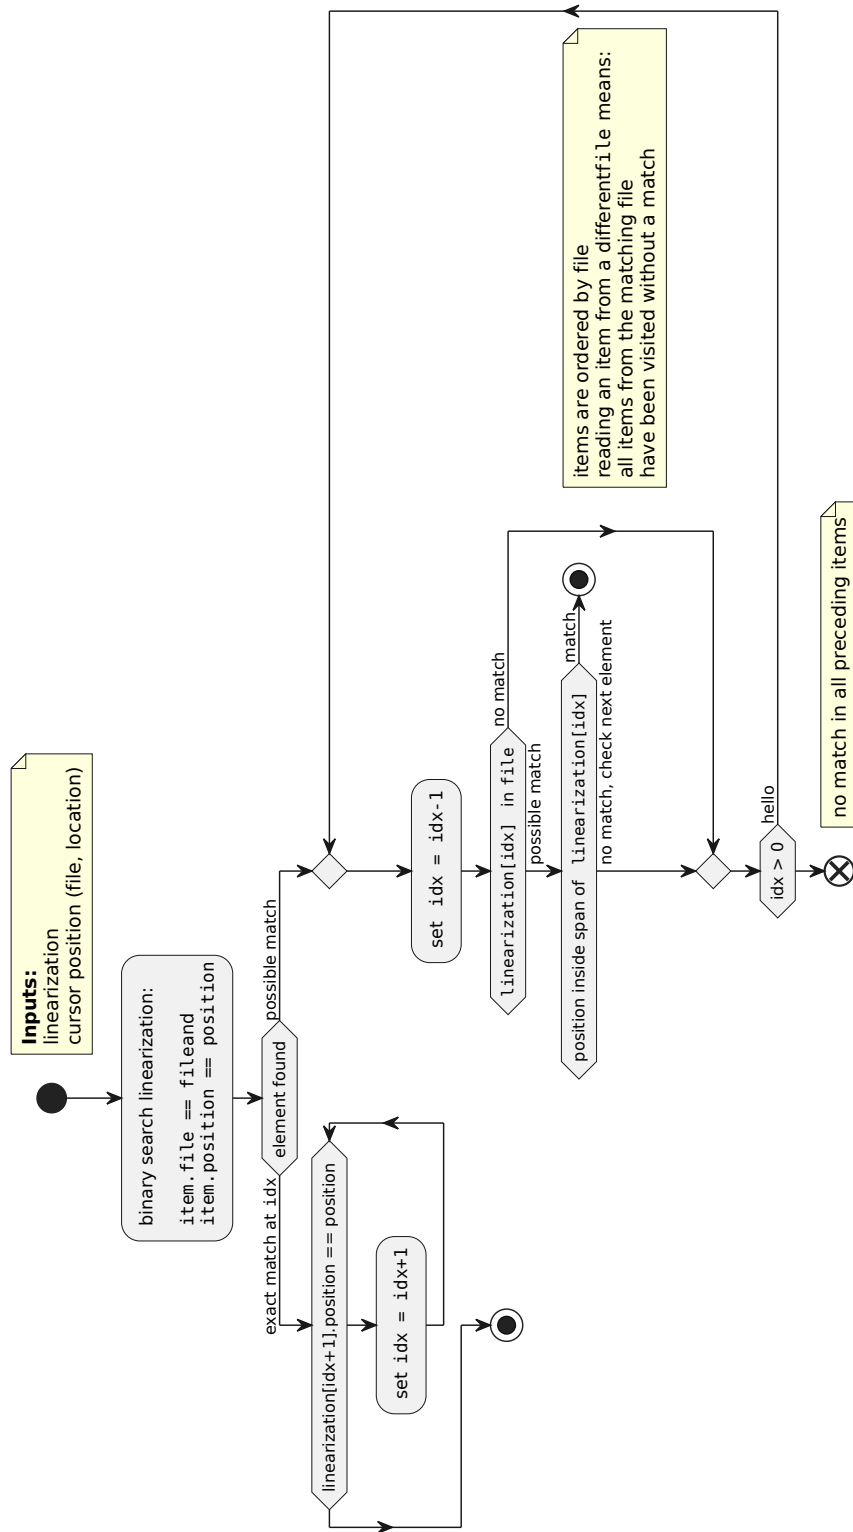 Inputs:
linearization
cursor position (file, location)
binary search linearization:
item.file == fileand
item.position == position
element found
exact match at idx
possible match
linearization[idx+1].position == position
set idx = idx+1
set idx = idx-1
linearization[idx] in file
no match
possible match
position inside span of linearization[idx]
match
no match, check next element
items are ordered by file
reading an item from a differentfile means:
all items from the matching file
have been visited without a match
idx > 0
hello
no match in all preceding items